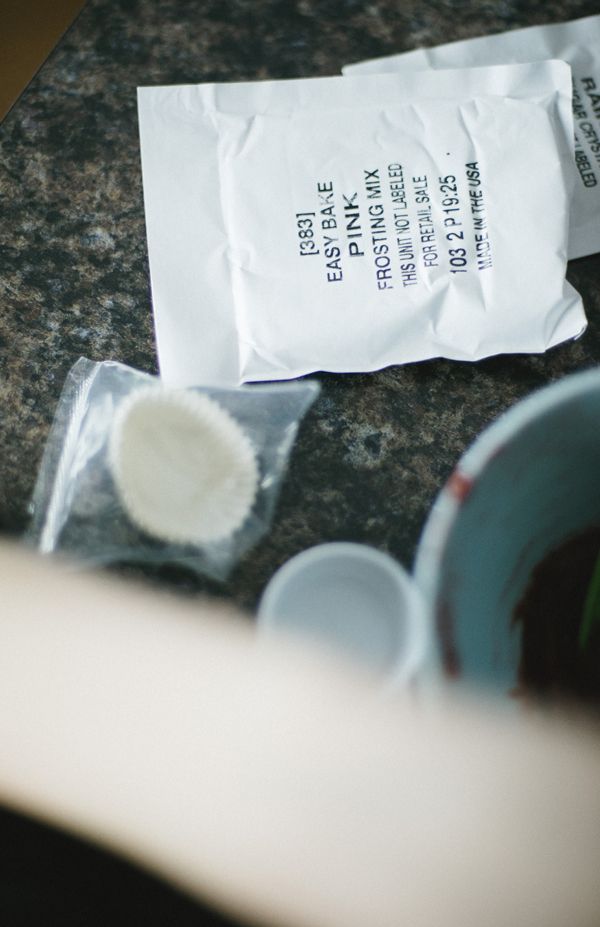 [383]
EASY BAKE
PINK
FROSTING MIX
THIS UNIT NOT LABELED
FOR RETAIL SALE
103 2 P19:25
MADE IN THE USA
LABELED